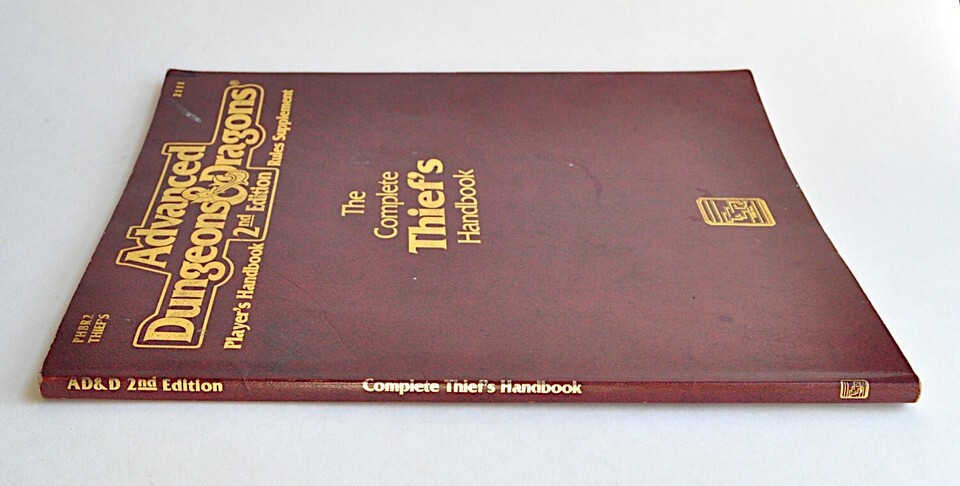 2111
PHBR2
THIEF'S
Advanced
Dungeons & Dragons®
Player's Handbook 2nd Edition Rules Supplement
The
Complete
Thief's
Handbook
AD&D 2nd Edition
Complete Thief's Handbook